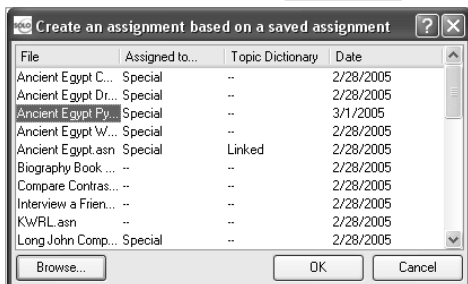 SOLO Create an assignment based on a saved assignment
File Assigned to... Topic Dictionary Date
Ancient Egypt C... Special -- 2/28/2005
Ancient Egypt Dr... Special -- 2/28/2005
Ancient Egypt Py... Special -- 3/1/2005
Ancient Egypt W... Special -- 2/28/2005
Ancient Egypt.asn Special Linked 2/28/2005
Biography Book ... -- -- 2/28/2005
Compare Contras... -- -- 2/28/2005
Interview a Frien... -- -- 2/28/2005
KWRL.asn -- -- 2/28/2005
Long John Comp... Special -- 2/28/2005
Browse... OK Cancel